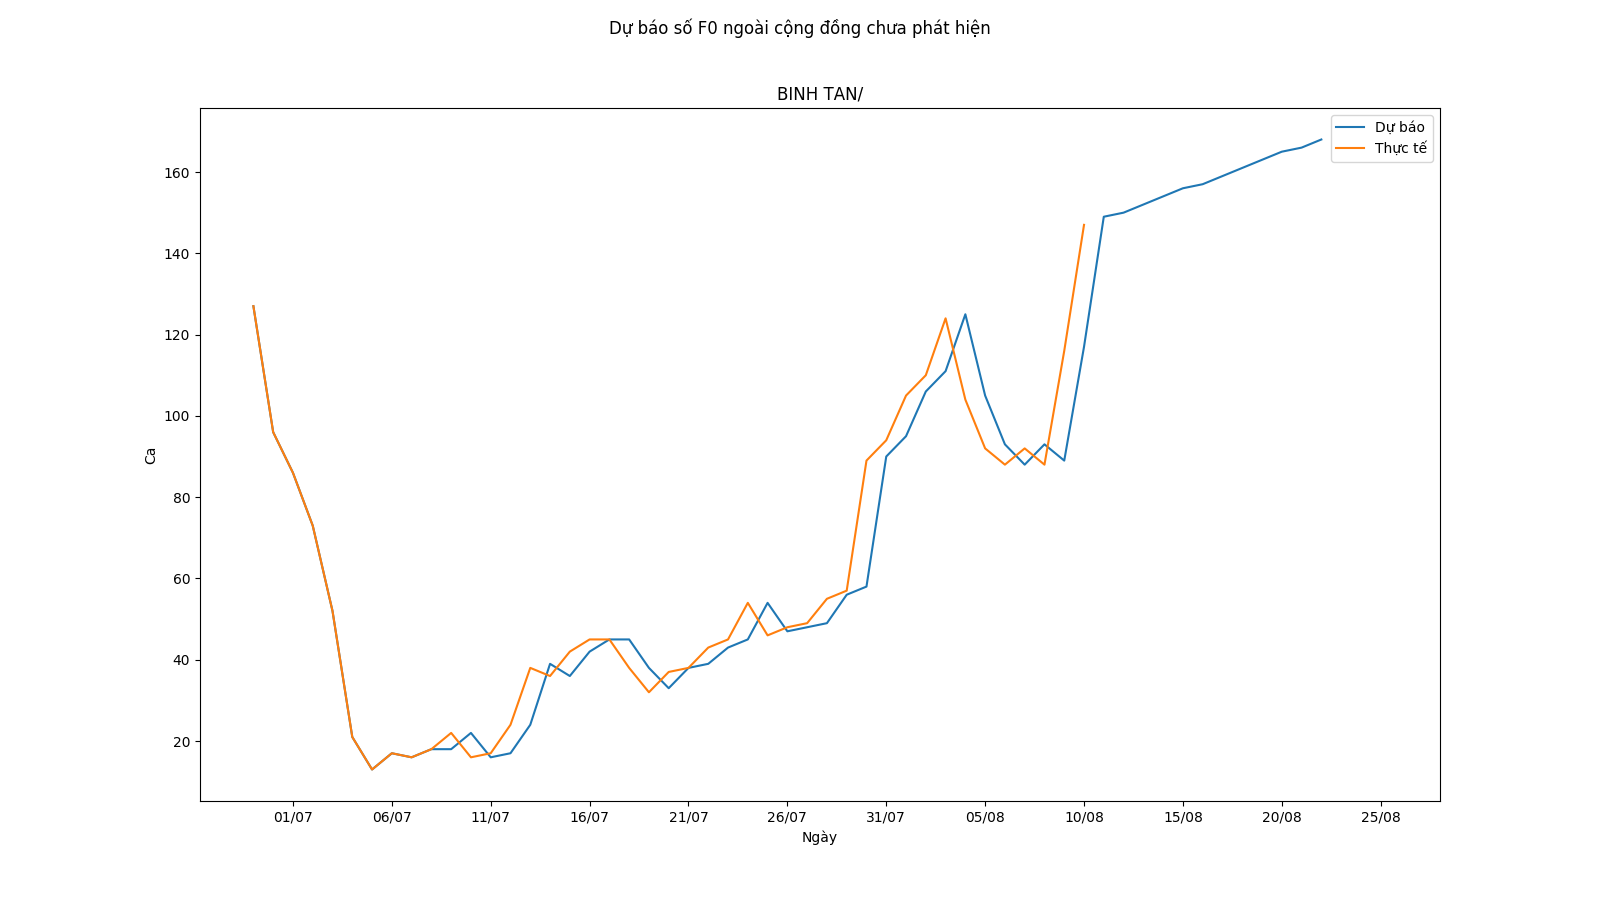 Dự báo số F0 ngoài cộng đồng chưa phát hiện
BINH TAN/
Dự báo
Thực tế
160
140
120
100
80
60
40
20
Ca
01/07 06/07 11/07 16/07 21/07 26/07 31/07 05/08 10/08 15/08 20/08 25/08
Ngày